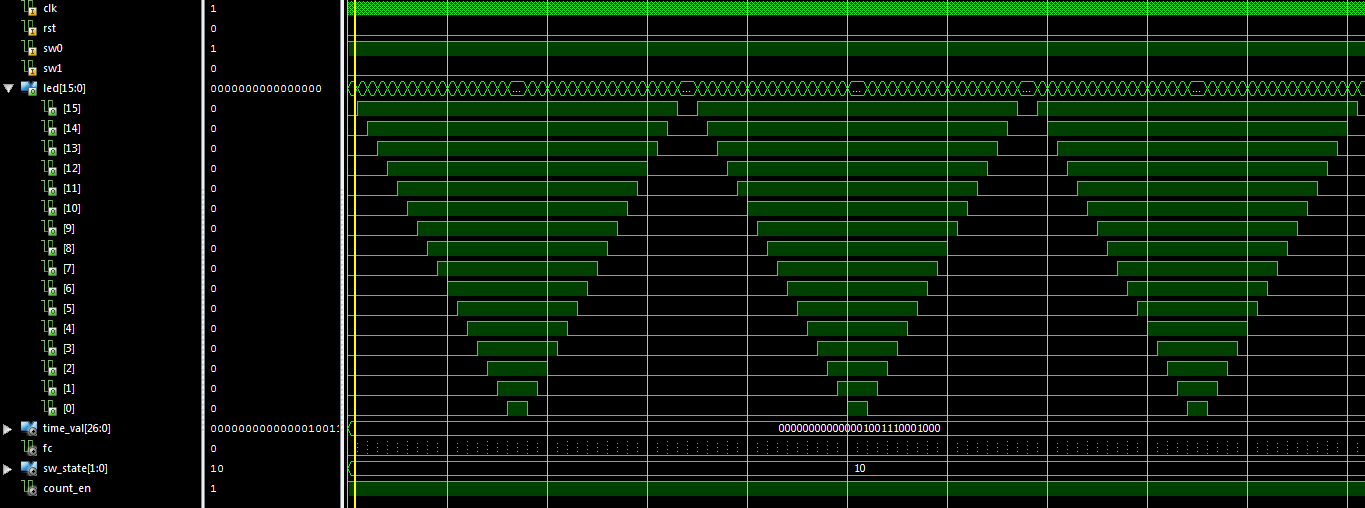 clk 1
rst 0
sw0 1
sw1 0
led[15:0] 0000000000000000 ... ... ... ... ...
[15] 0
[14] 0
[13] 0
[12] 0
[11] 0
[10] 0
[9] 0
[8] 0
[7] 0
[6] 0
[5] 0
[4] 0
[3] 0
[2] 0
[1] 0
[0] 0
time_val[26:0] 00000000000000100111 000000000000001001110001000
fc 0
sw_state[1:0] 10 10
count_en 1